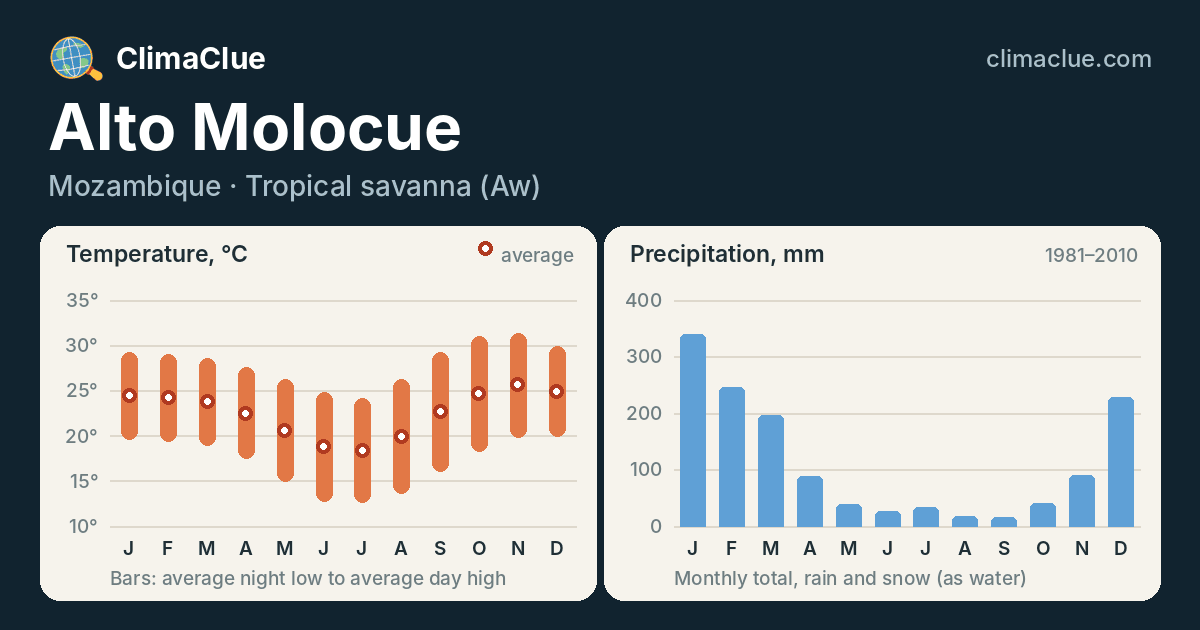 ClimaClue
climaclue.com
Alto Molocue
Mozambique · Tropical savanna (Aw)
Temperature, °C
average
35°
30°
25°
20°
15°
10°
J F M A M J J A S O N D
Bars: average night low to average day high
Precipitation, mm
1981–2010
400
300
200
100
0
J F M A M J J A S O N D
Monthly total, rain and snow (as water)